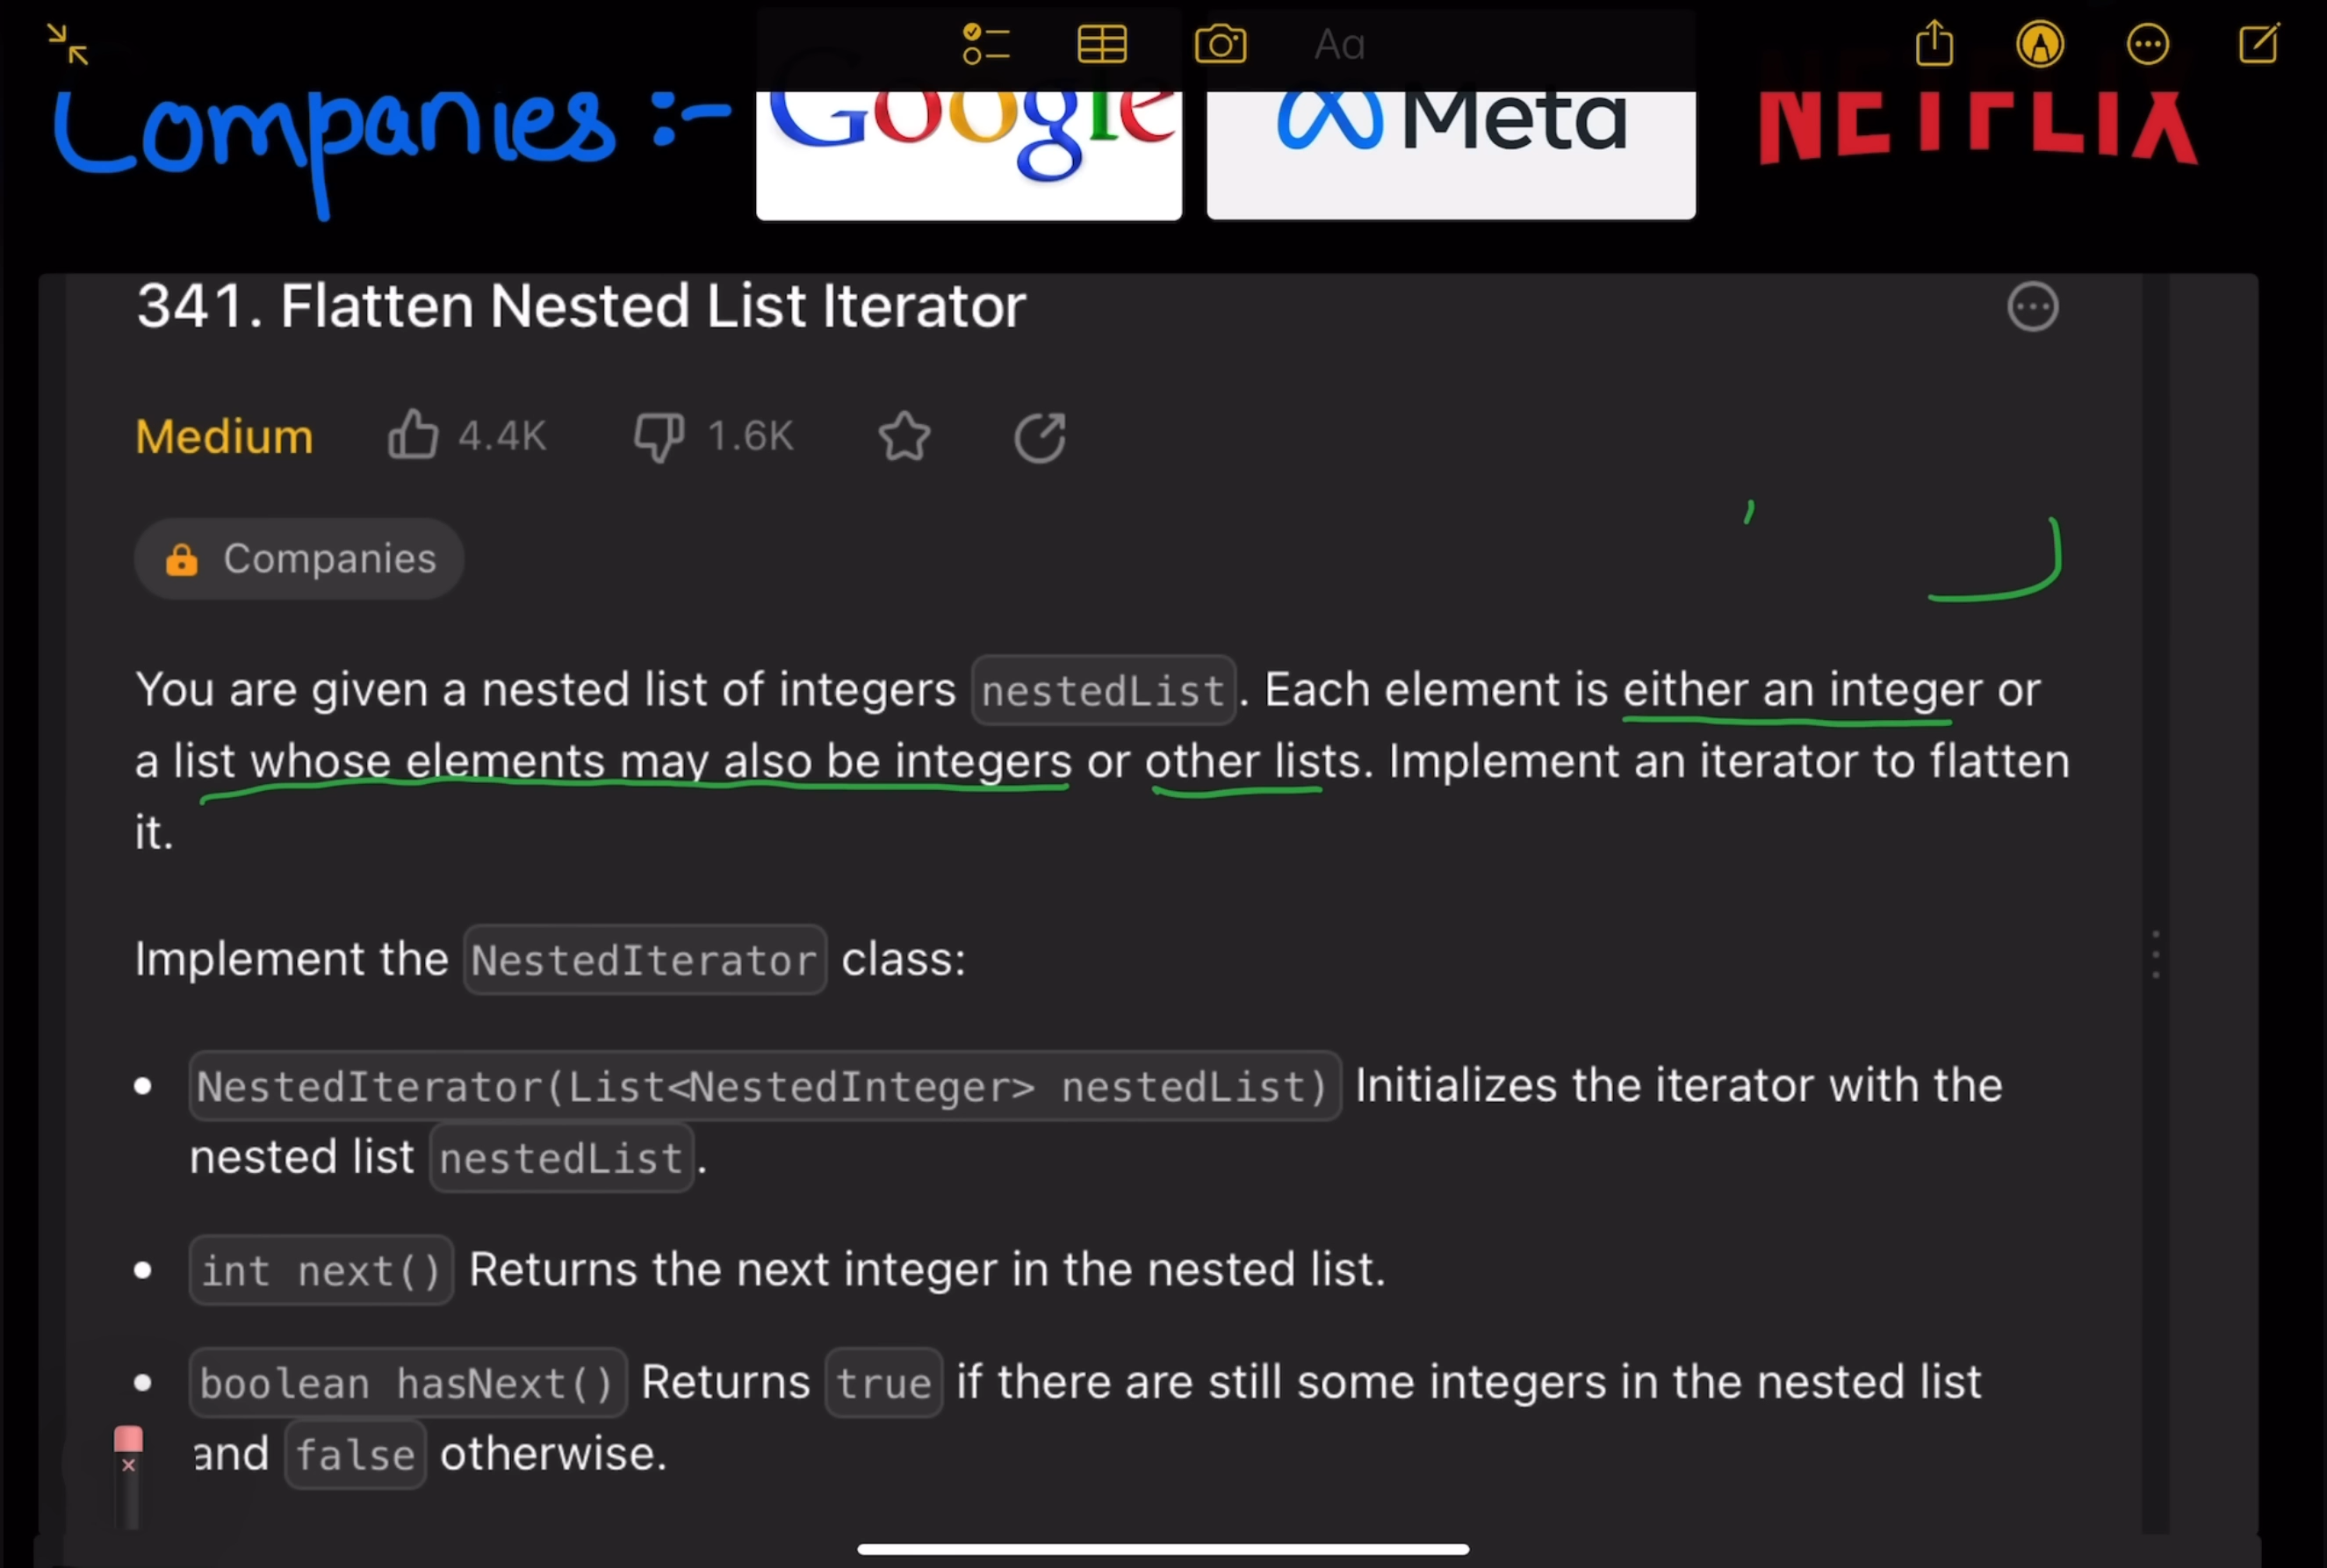 Aa
Companies :- Google Meta NETFLIX
341. Flatten Nested List Iterator
Medium 4.4K 1.6K
Companies
You are given a nested list of integers nestedList. Each element is either an integer or
a list whose elements may also be integers or other lists. Implement an iterator to flatten
it.
Implement the NestedIterator class:
• NestedIterator(List<NestedInteger> nestedList) Initializes the iterator with the
nested list nestedList.
• int next() Returns the next integer in the nested list.
• boolean hasNext() Returns true if there are still some integers in the nested list
and false otherwise.